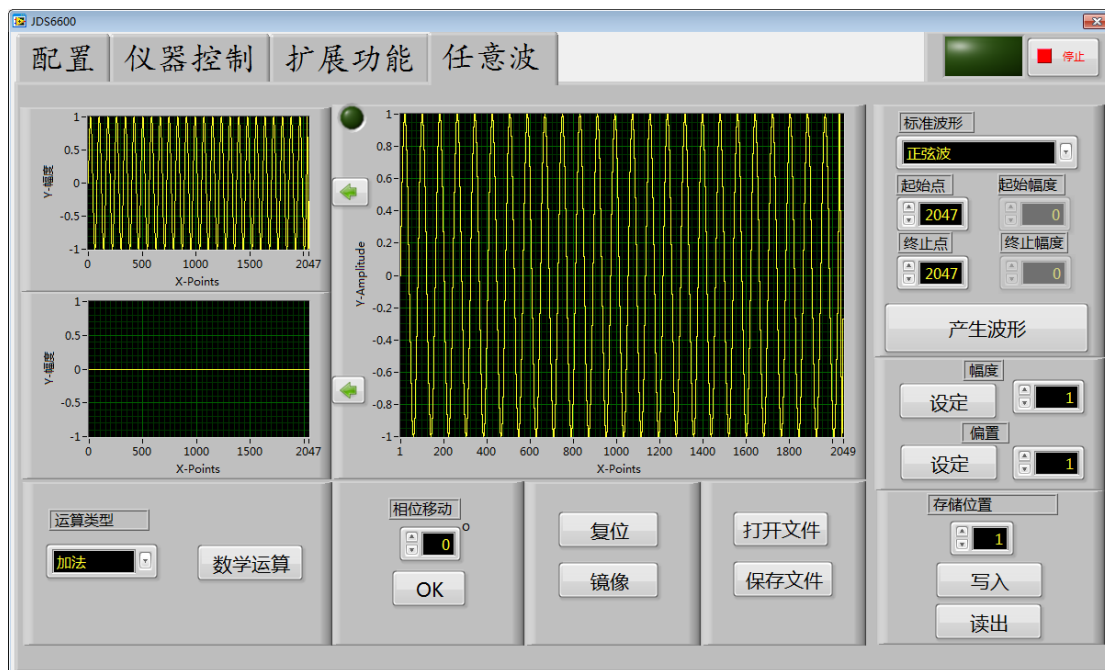 JDS6600
配置 仪器控制 扩展功能 任意波
停止
1
0.5
0
-0.5
-1
Y-幅度
0 500 1000 1500 2047
X-Points
1
0.5
0
-0.5
-1
Y-幅度
0 500 1000 1500 2047
X-Points
1
0.8
0.6
0.4
0.2
0
-0.2
-0.4
-0.6
-0.8
-1
Y-Amplitude
1 200 400 600 800 1000 1200 1400 1600 1800 2049
X-Points
标准波形
正弦波
起始点 起始幅度
2047 0
终止点 终止幅度
2047 0
产生波形
幅度
设定 1
偏置
设定 1
运算类型
加法
数学运算
相位移动
0 o
OK
复位
镜像
打开文件
保存文件
存储位置
1
写入
读出